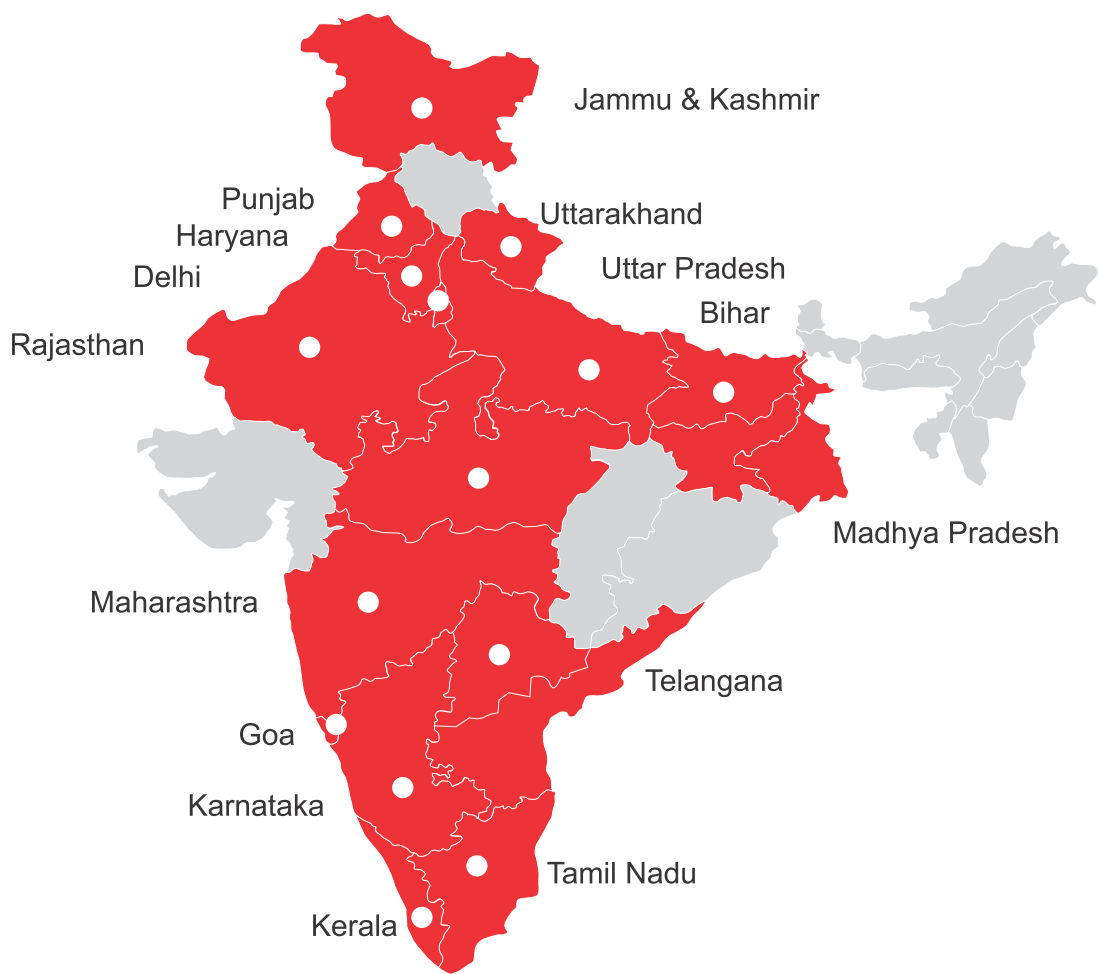 Jammu & Kashmir
Punjab
Uttarakhand
Haryana
Uttar Pradesh
Delhi
Bihar
Rajasthan
Madhya Pradesh
Maharashtra
Telangana
Goa
Karnataka
Tamil Nadu
Kerala